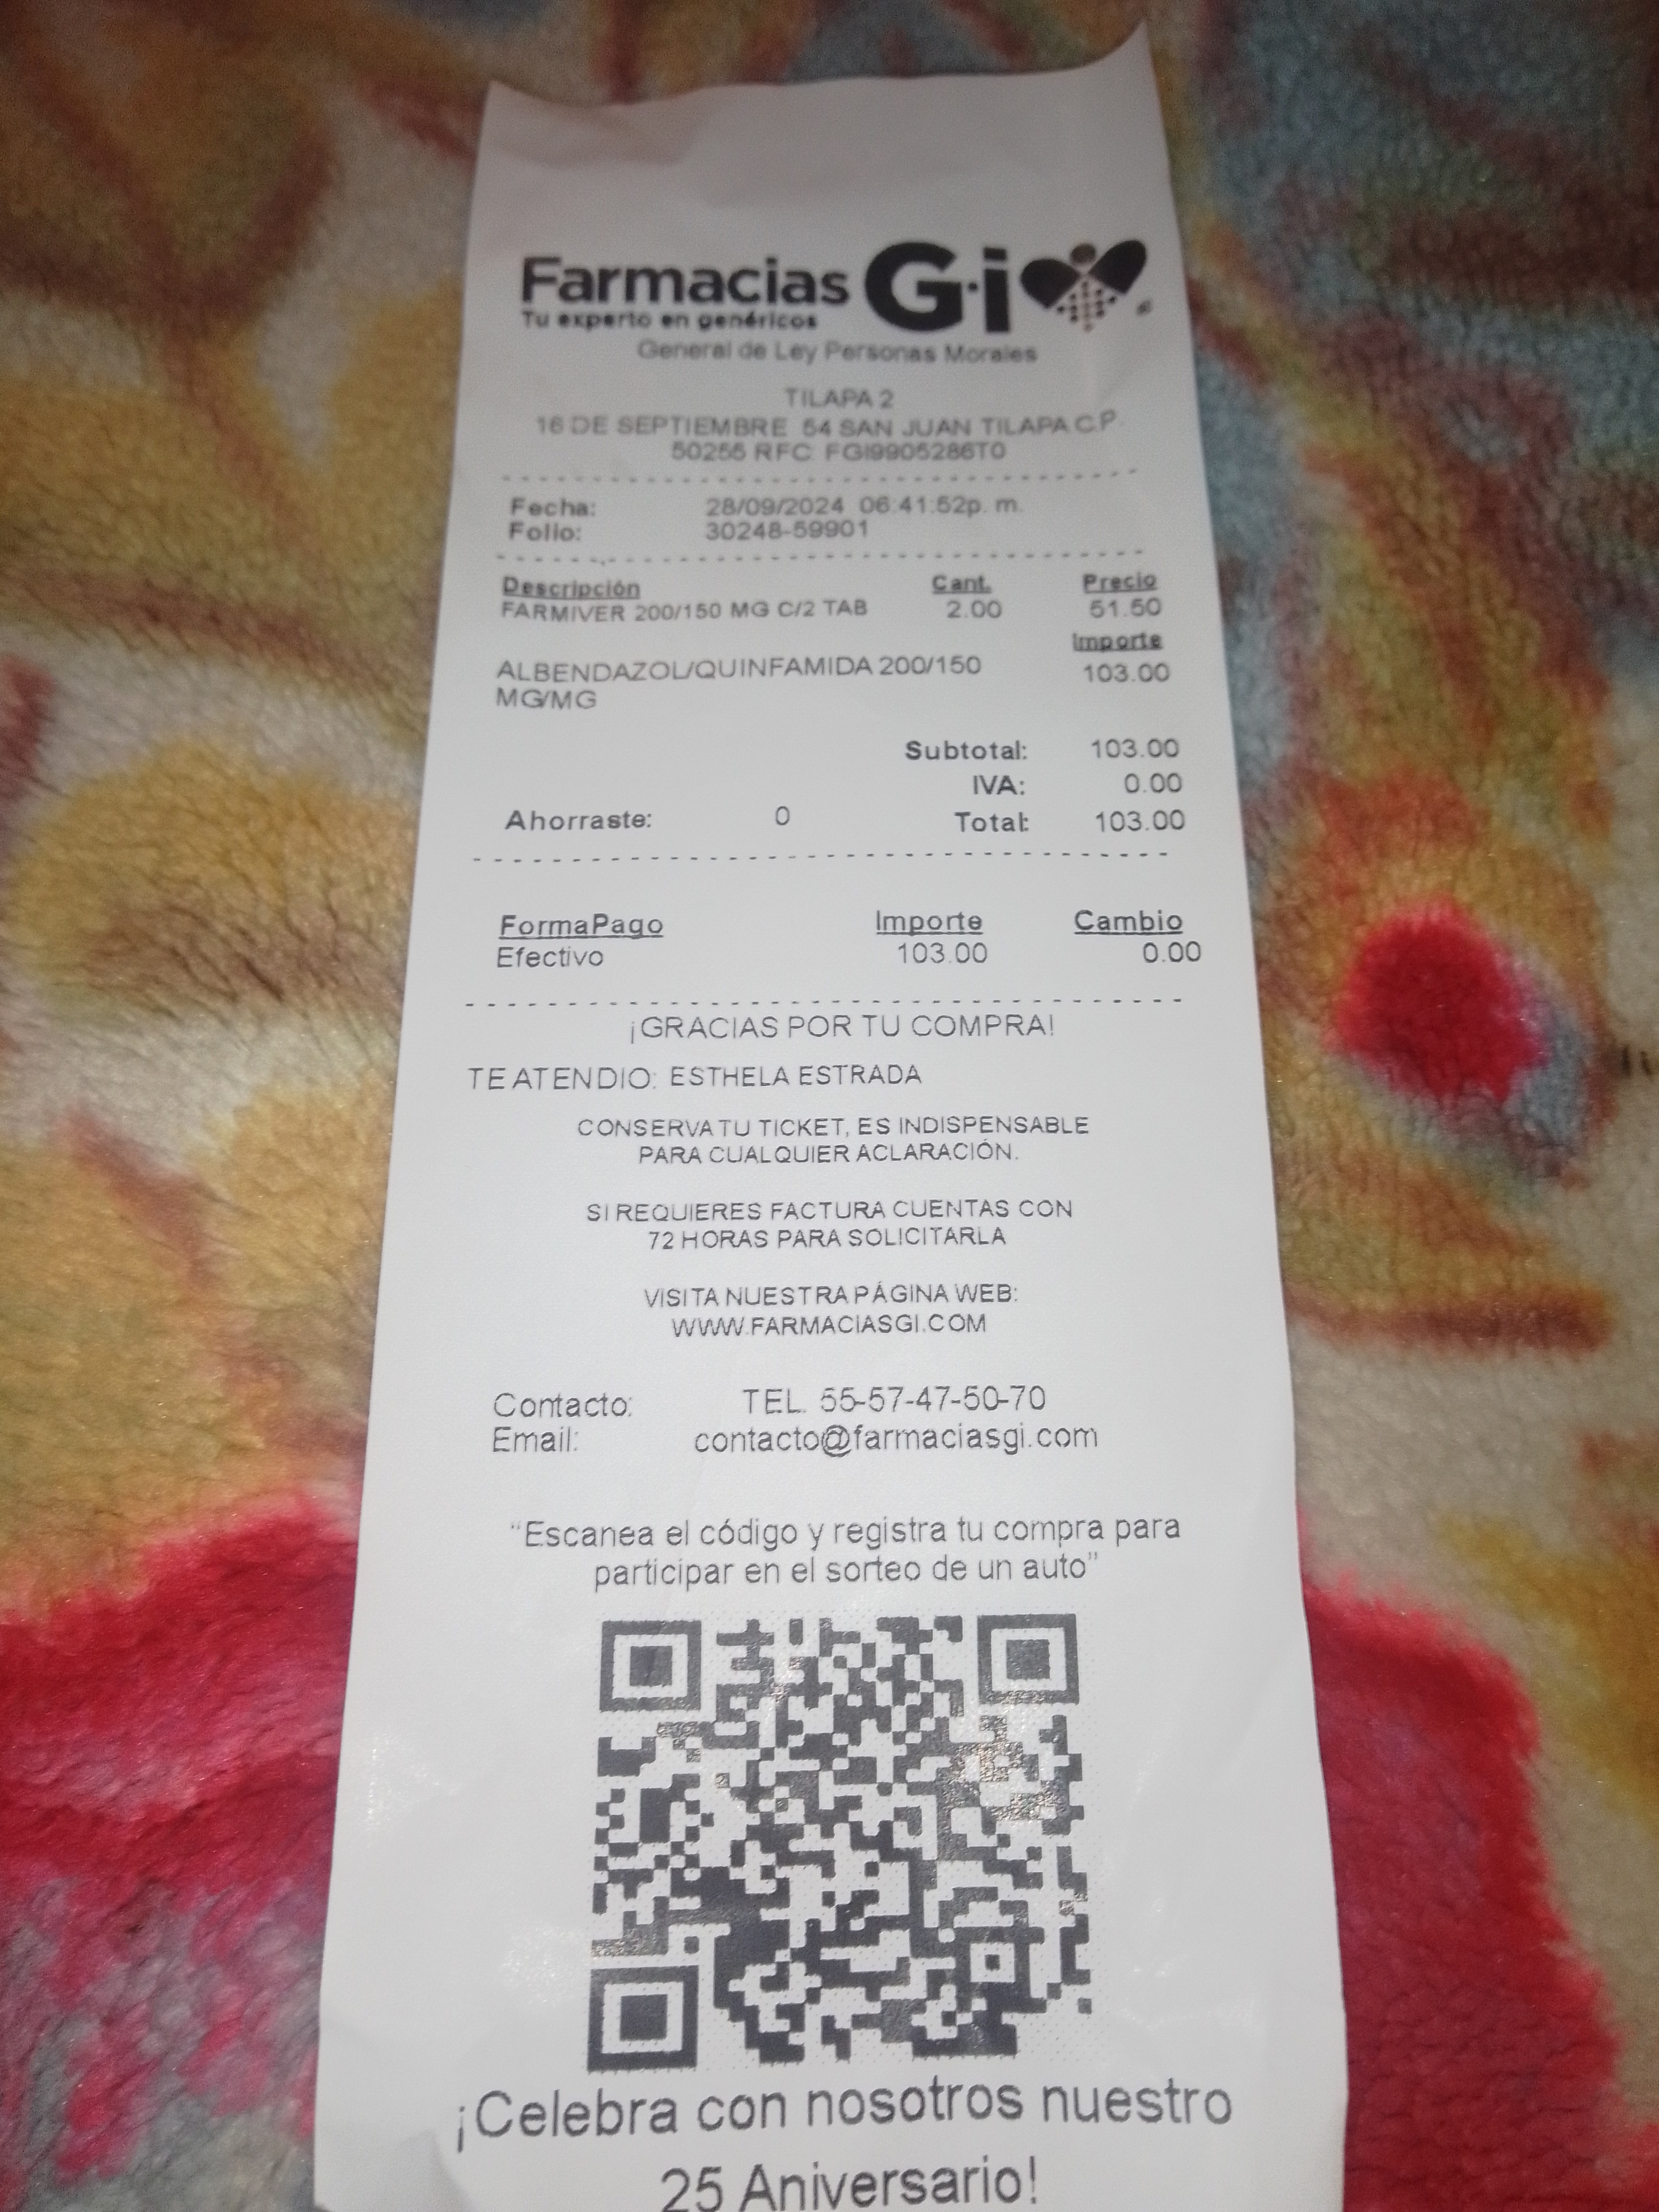 Farmacias G·i
Tu experto en genéricos
General de Ley Personas Morales
TILAPA 2
16 DE SEPTIEMBRE 54 SAN JUAN TILAPA C.P.
50255 RFC: FGI9905286T0
Fecha: 28/09/2024 06:41:52p. m.
Folio: 30248-59901
Descripción Cant. Precio
FARMIVER 200/150 MG C/2 TAB 2.00 51.50
Importe
ALBENDAZOL/QUINFAMIDA 200/150 103.00
MG/MG
Subtotal: 103.00
IVA: 0.00
Ahorraste: 0 Total: 103.00
FormaPago Importe Cambio
Efectivo 103.00 0.00
¡GRACIAS POR TU COMPRA!
TE ATENDIO: ESTHELA ESTRADA
CONSERVA TU TICKET, ES INDISPENSABLE
PARA CUALQUIER ACLARACIÓN.
SI REQUIERES FACTURA CUENTAS CON
72 HORAS PARA SOLICITARLA
VISITA NUESTRA PÁGINA WEB:
WWW.FARMACIASGI.COM
Contacto: TEL. 55-57-47-50-70
Email: contacto@farmaciasgi.com
"Escanea el código y registra tu compra para
participar en el sorteo de un auto"
¡Celebra con nosotros nuestro
25 Aniversario!